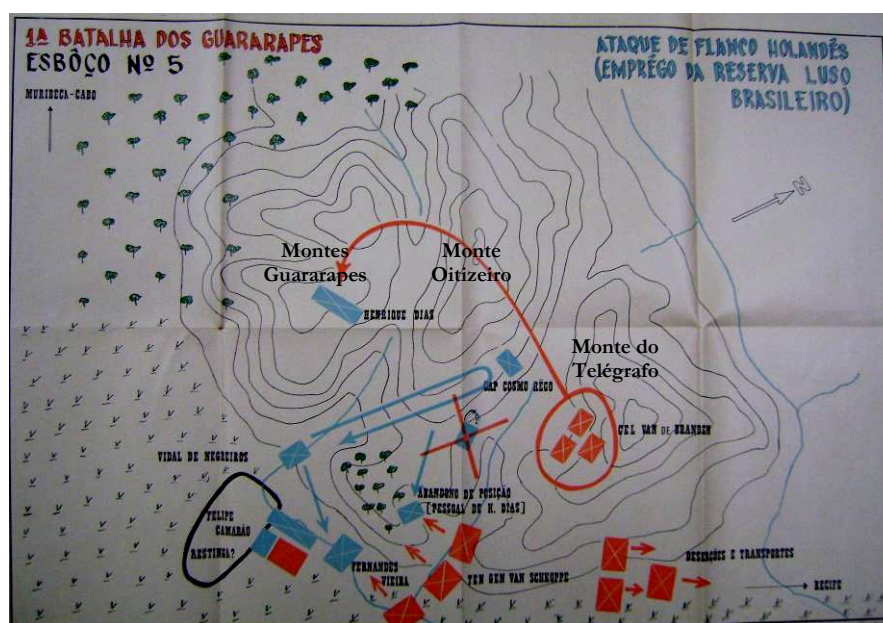 1ª BATALHA DOS GUARARAPES
ESBÔÇO Nº 5
MURIBECA-CABO
ATAQUE DE FLANCO HOLANDÊS
(EMPRÊGO DA RESERVA LUSO
BRASILEIRO)
N
Montes
Guararapes
Monte
Oitizeiro
HENRIQUE DIAS
Monte do
Telégrafo
CAP COSMO RÊGO
CEL VAN DE BRANDEN
VIDAL DE NEGREIROS
ABANDONO DE POSIÇÃO
[PESSOAL DE H. DIAS]
FELIPE
CAMARÃO
RESTINGA?
FERNANDES
VIEIRA
TEN GEN VAN SCHKOPPE
DESERÇÕES E TRANSPORTES
RECIFE